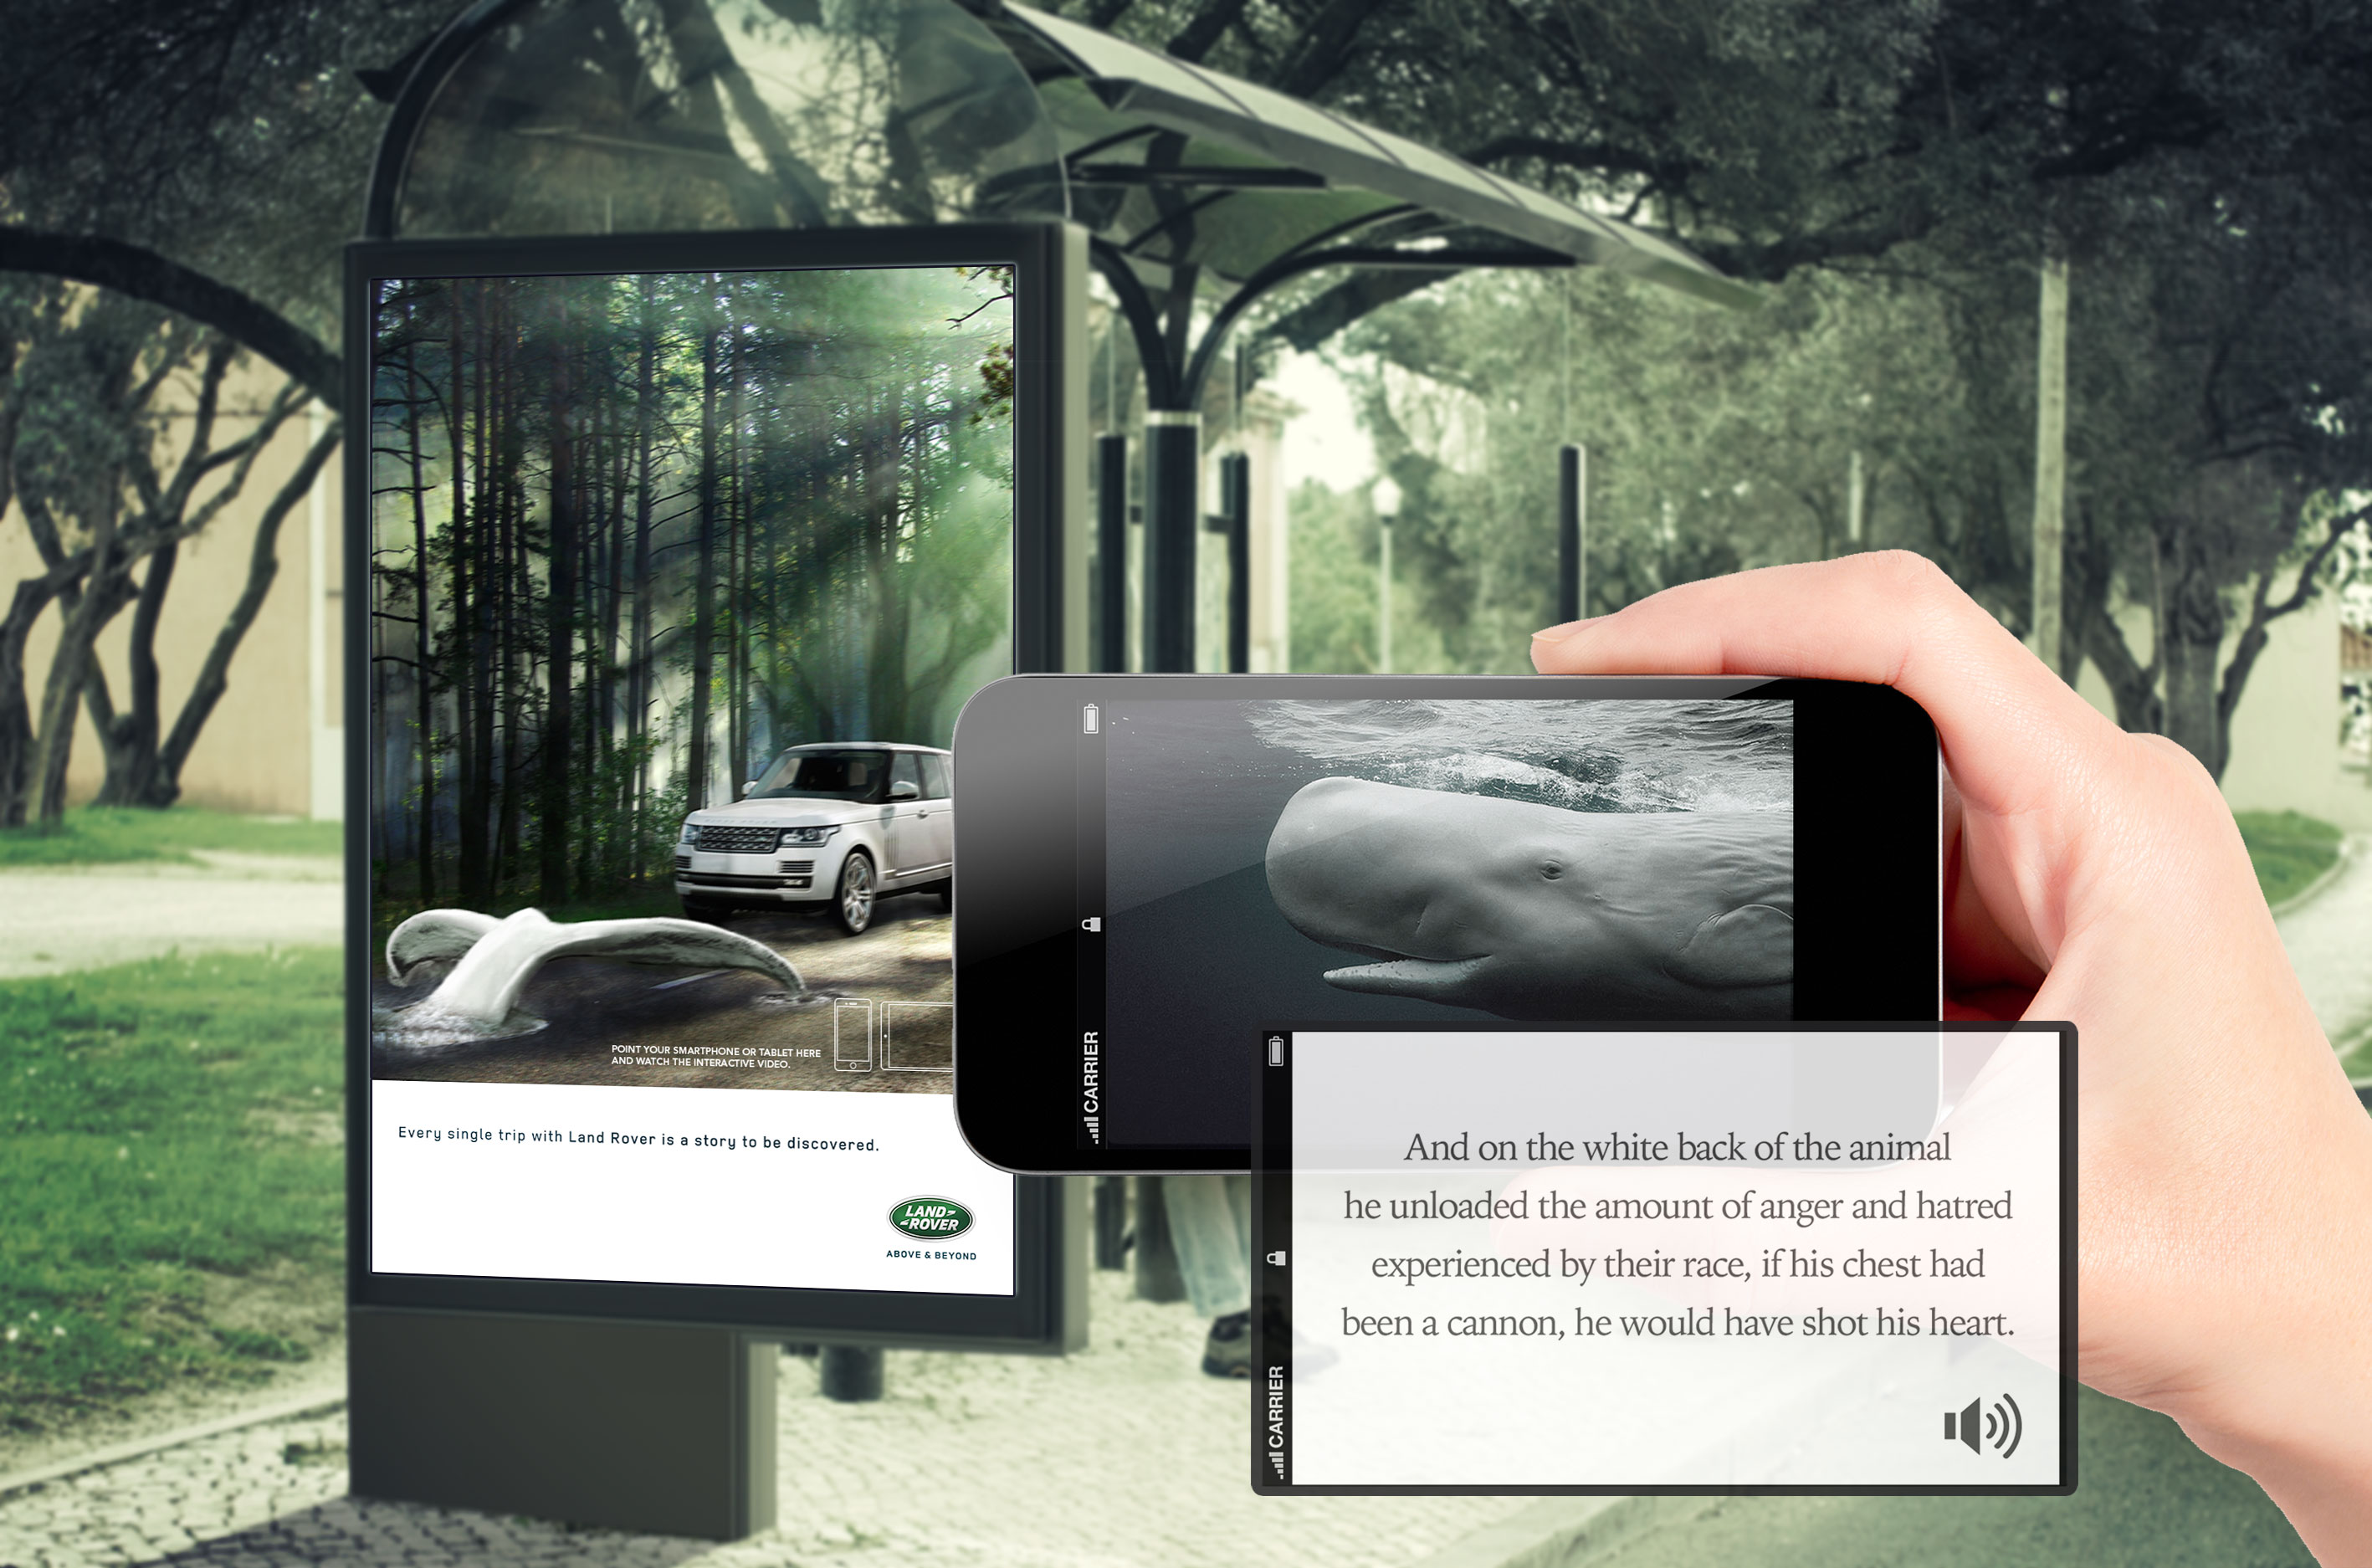 POINT YOUR SMARTPHONE OR TABLET HERE
AND WATCH THE INTERACTIVE VIDEO.
Every single trip with Land Rover is a story to be discovered.
LAND
ROVER
ABOVE & BEYOND
CARRIER
CARRIER
And on the white back of the animal
he unloaded the amount of anger and hatred
experienced by their race, if his chest had
been a cannon, he would have shot his heart.